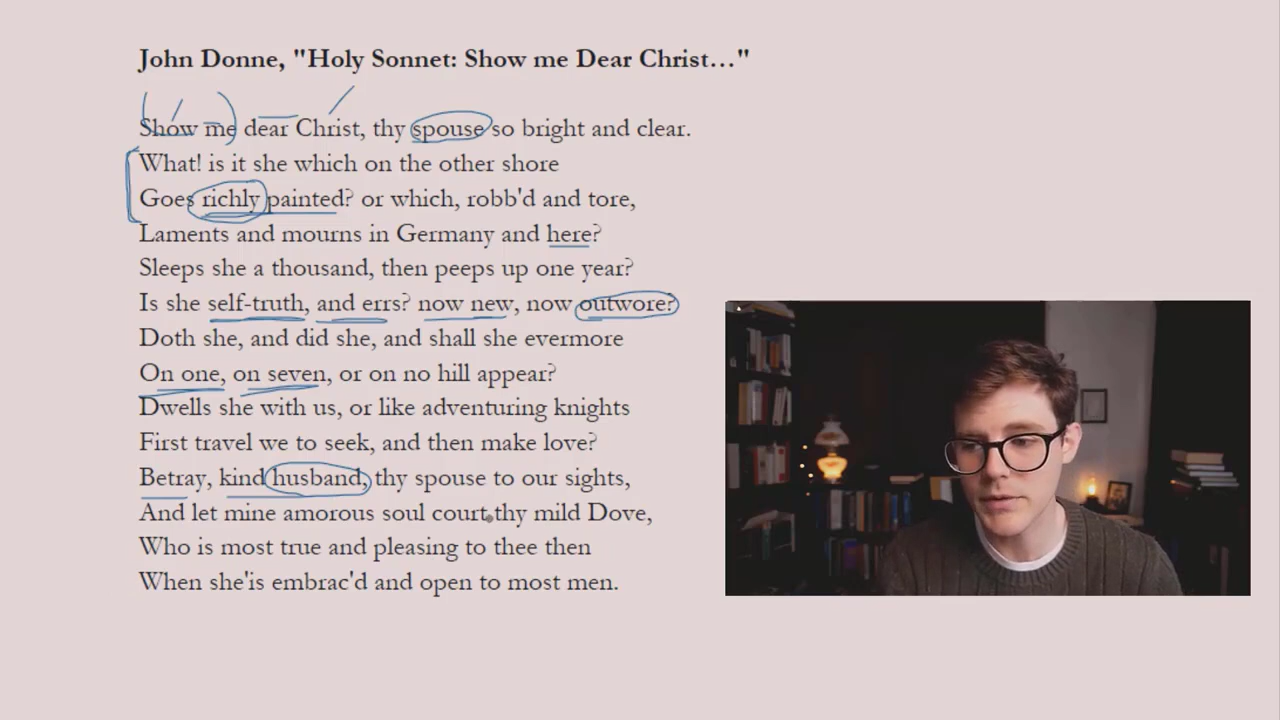 John Donne, "Holy Sonnet: Show me Dear Christ…"
Show me dear Christ, thy spouse so bright and clear.
What! is it she which on the other shore
Goes richly painted? or which, robb'd and tore,
Laments and mourns in Germany and here?
Sleeps she a thousand, then peeps up one year?
Is she self-truth, and errs? now new, now outwore?
Doth she, and did she, and shall she evermore
On one, on seven, or on no hill appear?
Dwells she with us, or like adventuring knights
First travel we to seek, and then make love?
Betray, kind husband, thy spouse to our sights,
And let mine amorous soul court thy mild Dove,
Who is most true and pleasing to thee then
When she'is embrac'd and open to most men.